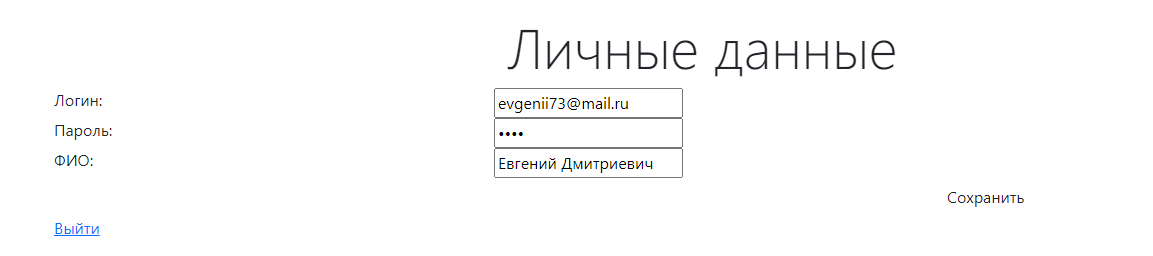 Личные данные
Логин: evgenii73@mail.ru
Пароль: ••••
ФИО: Евгений Дмитриевич
Сохранить
Выйти